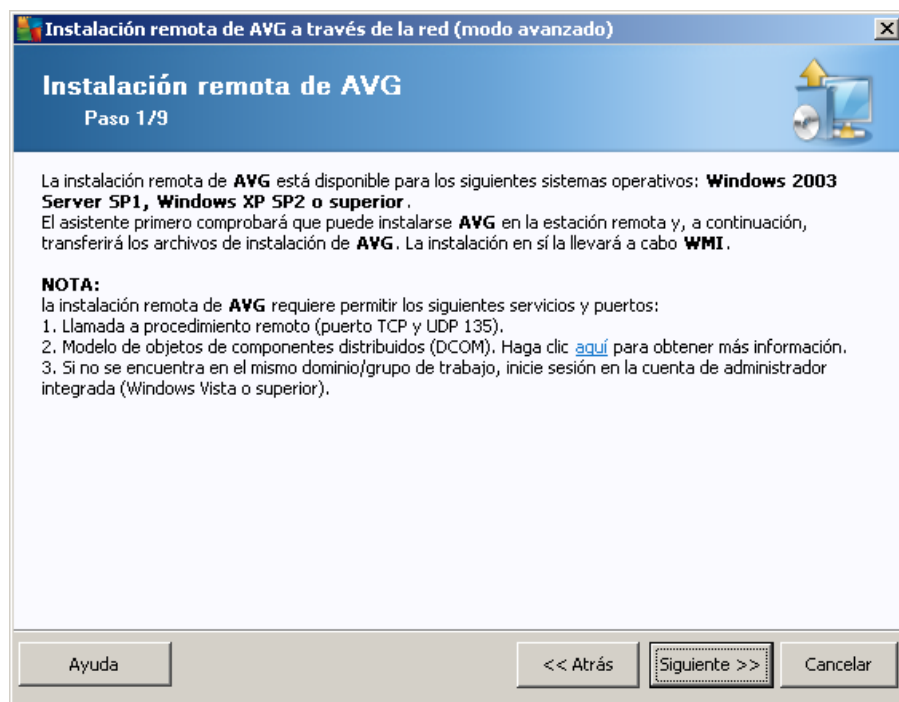 Instalación remota de AVG a través de la red (modo avanzado)
Instalación remota de AVG
Paso 1/9
La instalación remota de AVG está disponible para los siguientes sistemas operativos: Windows 2003
Server SP1, Windows XP SP2 o superior.
El asistente primero comprobará que puede instalarse AVG en la estación remota y, a continuación,
transferirá los archivos de instalación de AVG. La instalación en sí la llevará a cabo WMI.
NOTA:
la instalación remota de AVG requiere permitir los siguientes servicios y puertos:
1. Llamada a procedimiento remoto (puerto TCP y UDP 135).
2. Modelo de objetos de componentes distribuidos (DCOM). Haga clic aquí para obtener más información.
3. Si no se encuentra en el mismo dominio/grupo de trabajo, inicie sesión en la cuenta de administrador
integrada (Windows Vista o superior).
Ayuda
<< Atrás
Siguiente >>
Cancelar